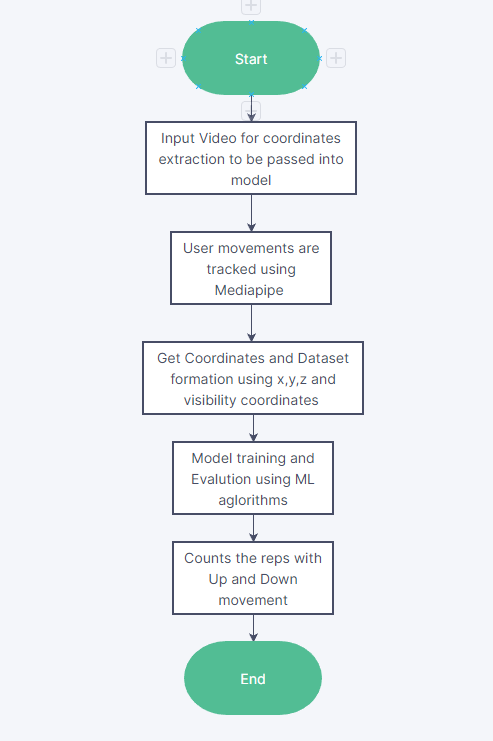 Start
Input Video for coordinates
extraction to be passed into
model
User movements are
tracked using
Mediapipe
Get Coordinates and Dataset
formation using x,y,z and
visibility coordinates
Model training and
Evalution using ML
aglorithms
Counts the reps with
Up and Down
movement
End